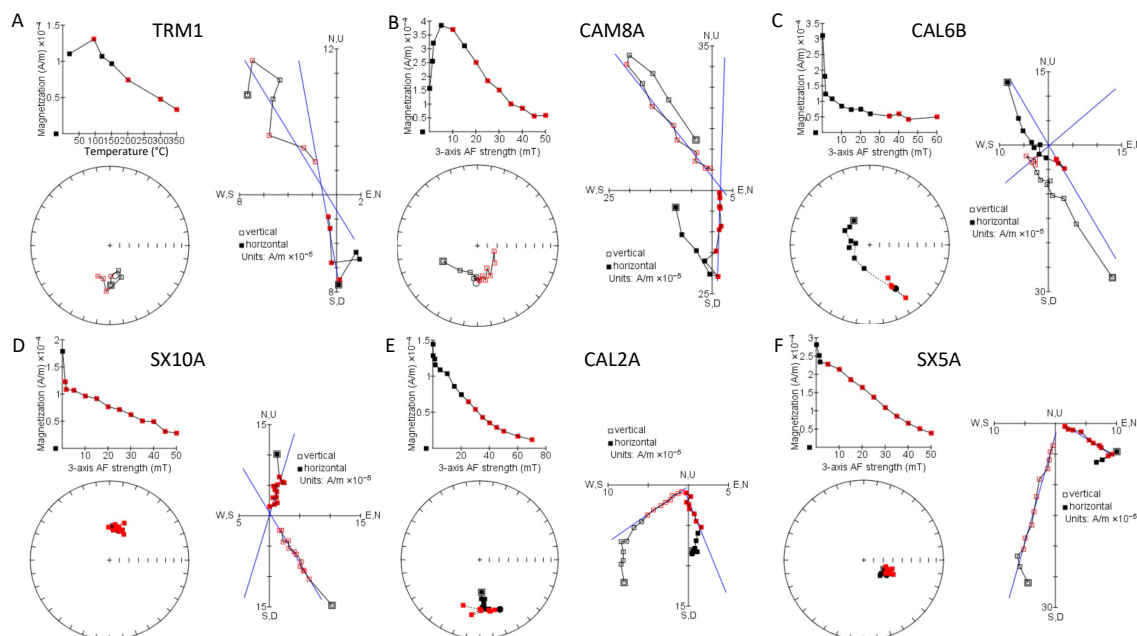 A
TRM1
Magnetization (A/m) ×10⁻⁴
1.5
1
0.5
50 100 150 200 250 300 350
Temperature (°C)
12
N,U
W,S
8
E,N
2
□ vertical
■ horizontal
Units: A/m ×10⁻⁵
8
S,D
B
CAM8A
Magnetization (A/m) ×10⁻⁴
4
3.5
3
2.5
2
1.5
1
0.5
0 10 20 30 40 50
3-axis AF strength (mT)
N,U
35
W,S
25
E,N
5
□ vertical
■ horizontal
Units: A/m ×10⁻⁵
25
S,D
C
CAL6B
Magnetization (A/m) ×10⁻⁴
3.5
3
2.5
2
1.5
1
0.5
0 10 20 30 40 50 60
3-axis AF strength (mT)
N,U
15
W,S
10
E,N
15
□ vertical
■ horizontal
Units: A/m ×10⁻⁵
30
S,D
D
SX10A
Magnetization (A/m) ×10⁻⁴
2
1.5
1
0.5
10 20 30 40 50
3-axis AF strength (mT)
□ vertical
■ horizontal
Units: A/m ×10⁻⁵
N,U
15
W,S
5
E,N
15
15
S,D
E
CAL2A
Magnetization (A/m) ×10⁻⁴
1.5
1
0.5
0 20 40 60 80
3-axis AF strength (mT)
□ vertical
■ horizontal
Units: A/m ×10⁻⁵
N,U
10
W,S
E,N
5
15
S,D
F
SX5A
Magnetization (A/m) ×10⁻⁴
3
2.5
2
1.5
1
0.5
0 10 20 30 40 50
3-axis AF strength (mT)
N,U
W,S
10
E,N
10
□ vertical
■ horizontal
Units: A/m ×10⁻⁵
30
S,D